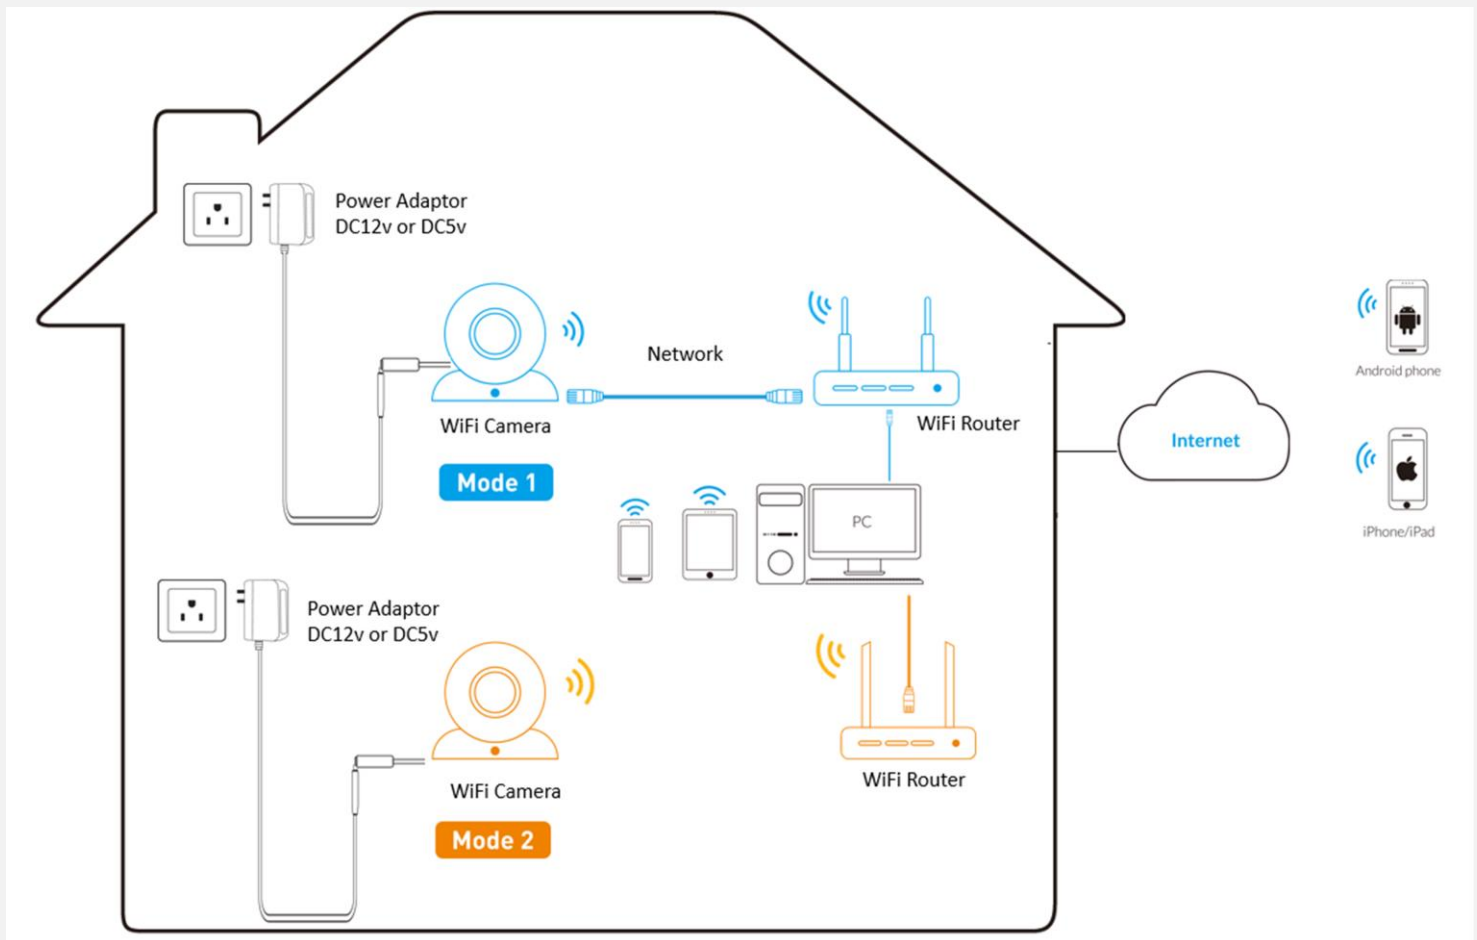 Power Adaptor
DC12v or DC5v
Network
WiFi Camera
WiFi Router
Mode 1
PC
Internet
Android phone
iPhone/iPad
Power Adaptor
DC12v or DC5v
WiFi Camera
WiFi Router
Mode 2